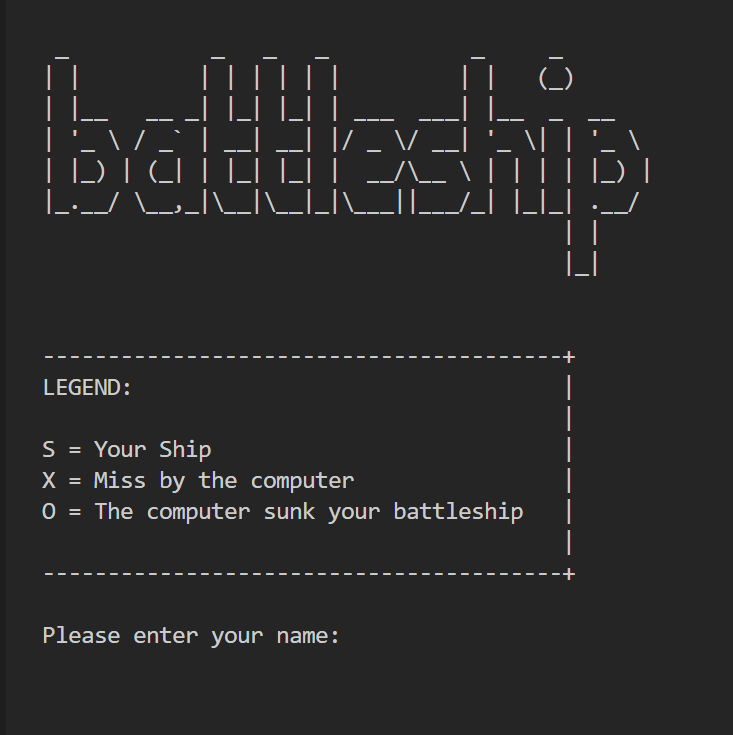 battleship
----------------------------------------+
LEGEND: |
|
S = Your Ship |
X = Miss by the computer |
O = The computer sunk your battleship |
|
----------------------------------------+
Please enter your name: